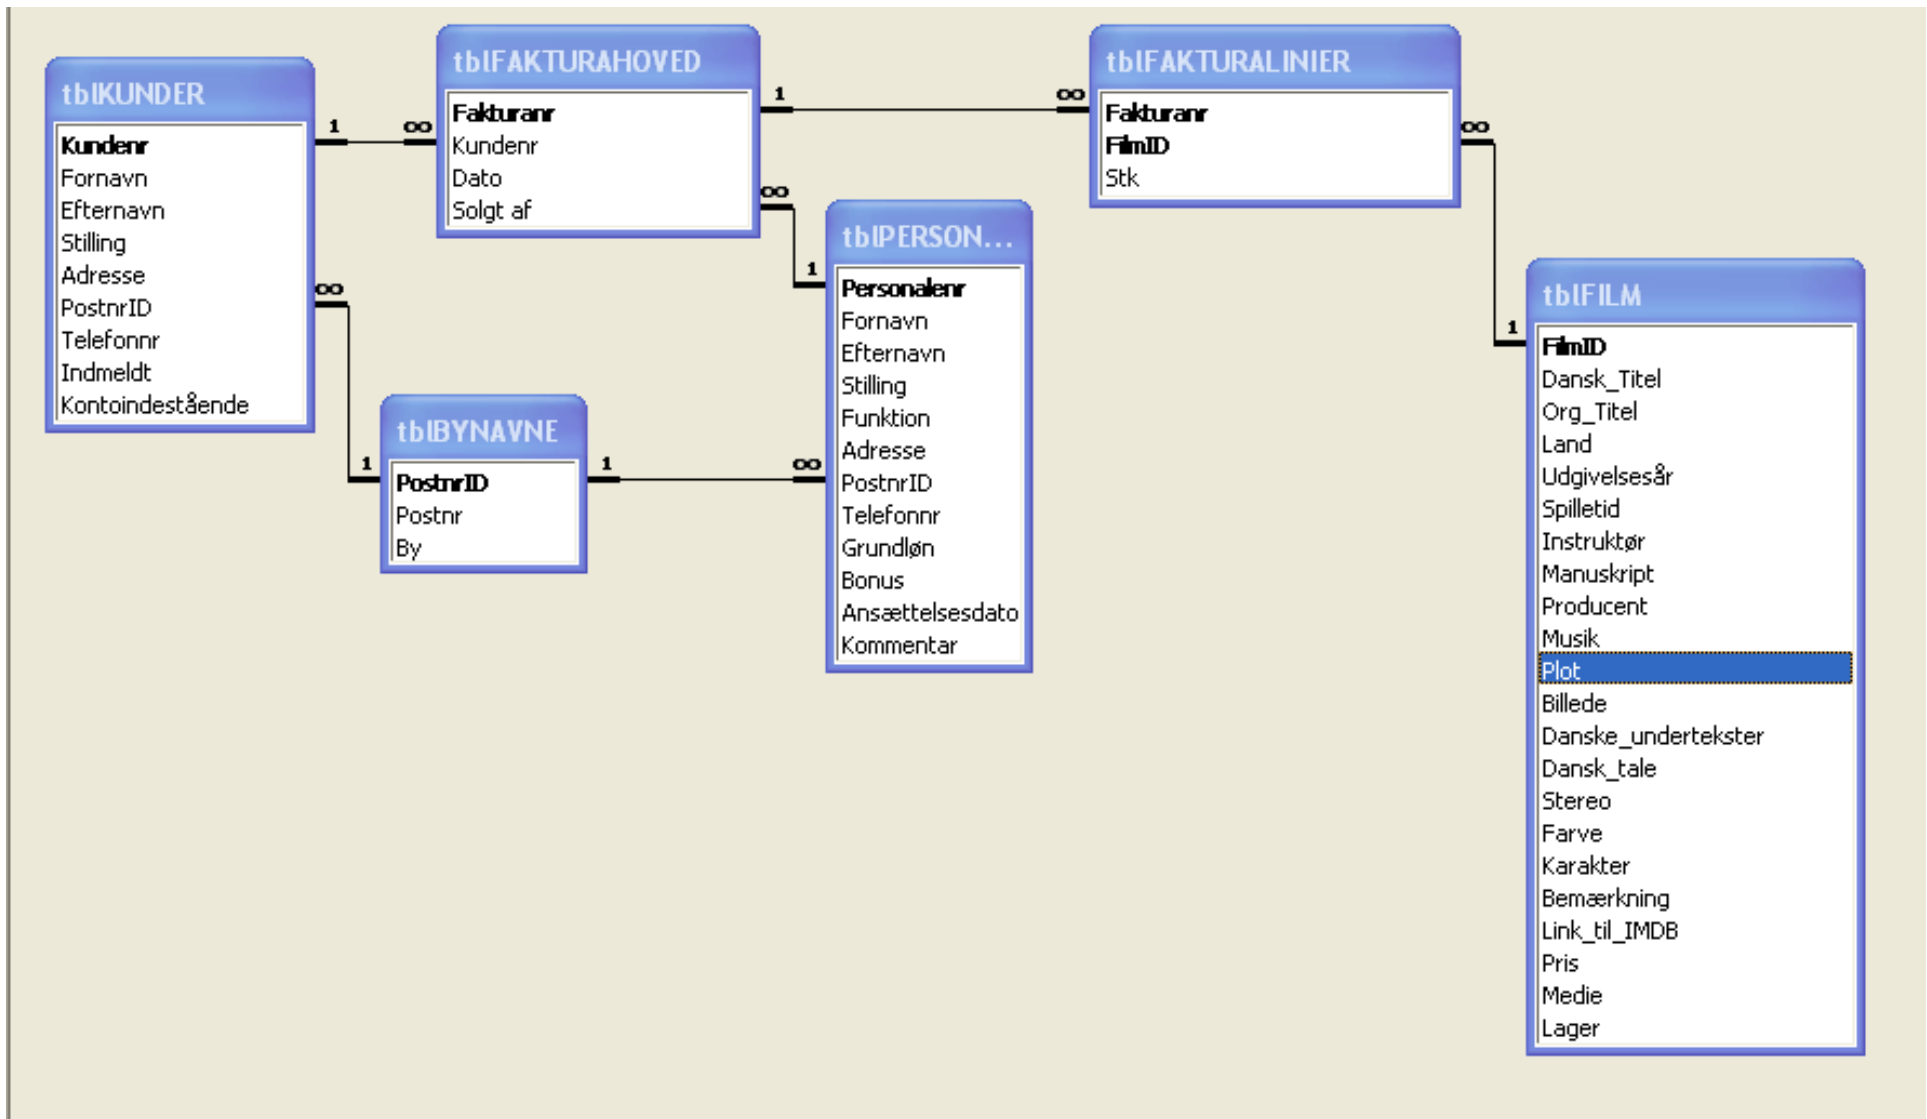 tblKUNDER
Kundenr
Fornavn
Efternavn
Stilling
Adresse
PostnrID
Telefonnr
Indmeldt
Kontoindestående
1
∞
tblFAKTURAHOVED
Fakturanr
Kundenr
Dato
Solgt af
1
∞
tblFAKTURALINIER
Fakturanr
FilmID
Stk
∞
1
∞
1
tblBYNAVNE
PostnrID
Postnr
By
1
∞
∞
1
tblPERSON...
Personalenr
Fornavn
Efternavn
Stilling
Funktion
Adresse
PostnrID
Telefonnr
Grundløn
Bonus
Ansættelsesdato
Kommentar
tblFILM
FilmID
Dansk_Titel
Org_Titel
Land
Udgivelsesår
Spilletid
Instruktør
Manuskript
Producent
Musik
Plot
Billede
Danske_undertekster
Dansk_tale
Stereo
Farve
Karakter
Bemærkning
Link_til_IMDB
Pris
Medie
Lager